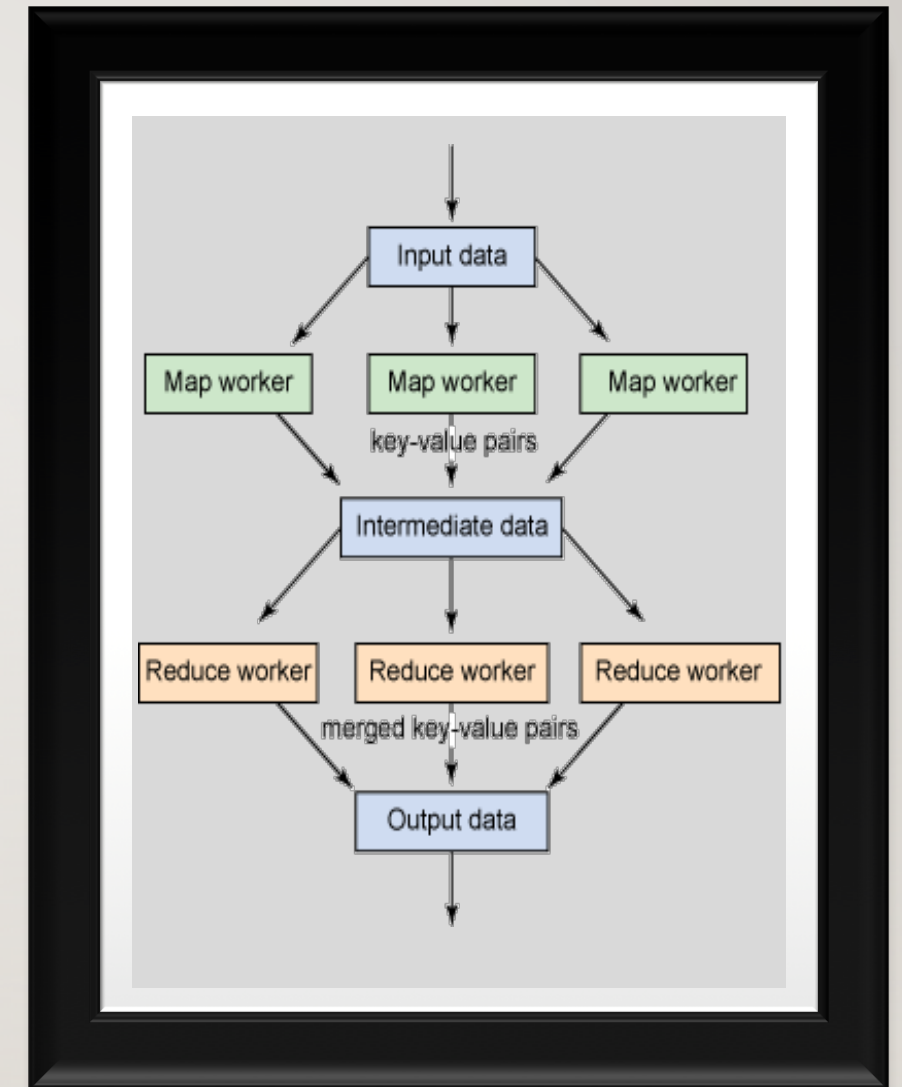 Input data
Map worker Map worker Map worker
key-value pairs
Intermediate data
Reduce worker Reduce worker Reduce worker
merged key-value pairs
Output data